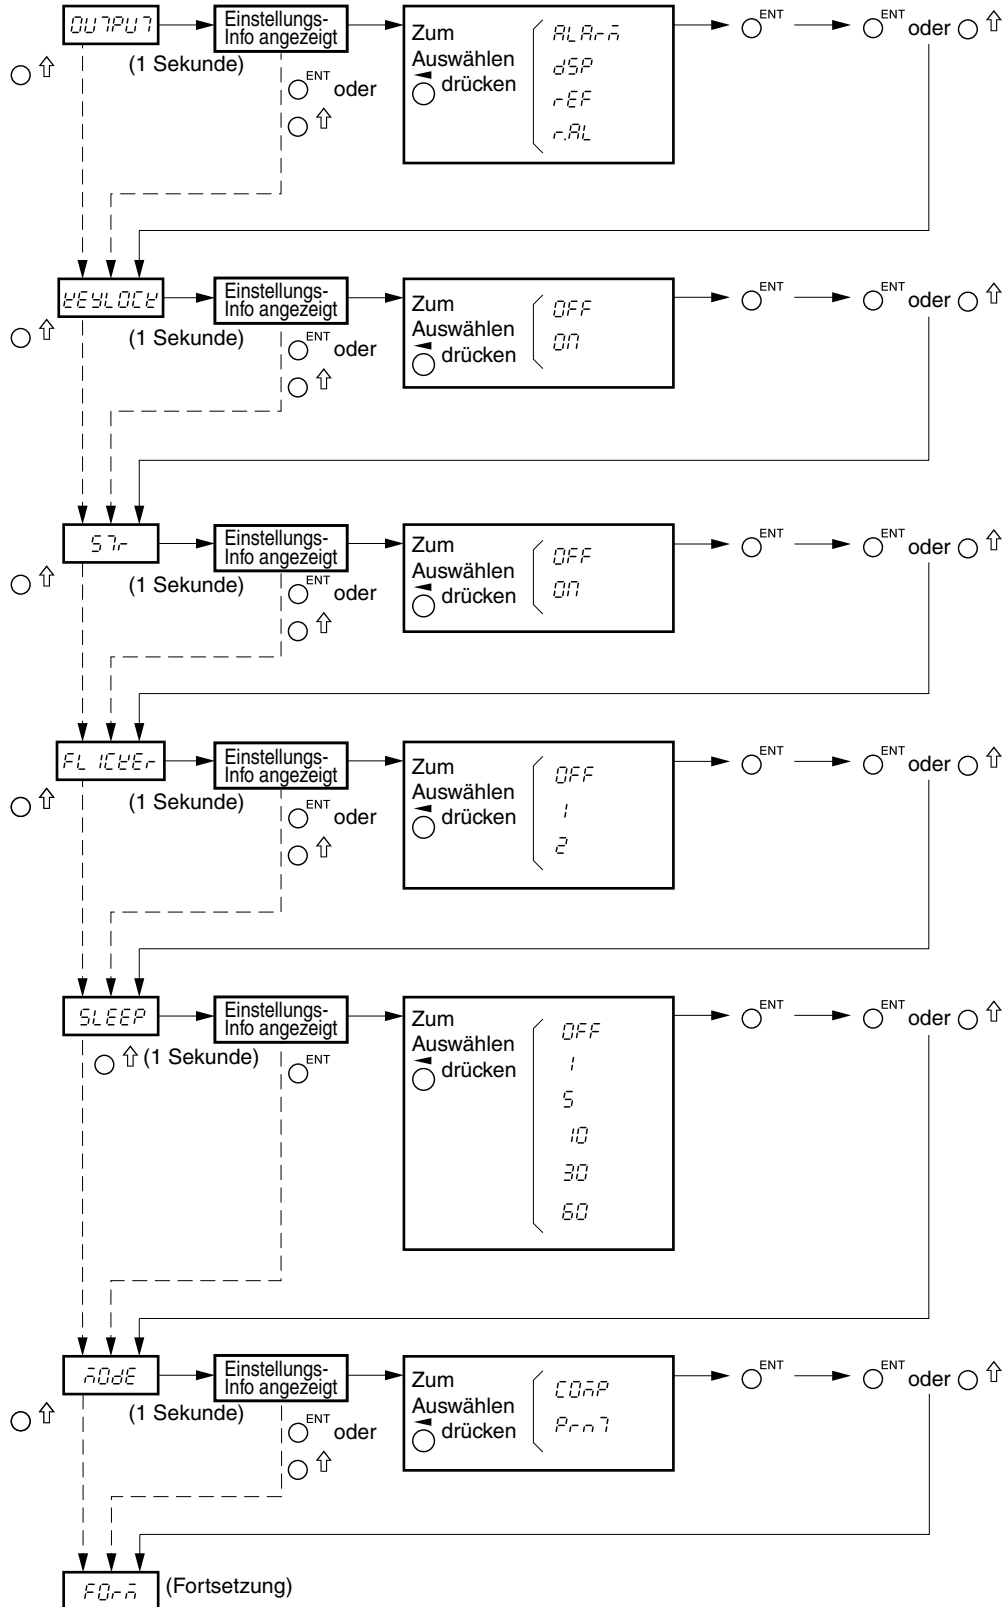 OUTPUT
Einstellungs-
Info angezeigt
(1 Sekunde)
ENT oder
Zum
Auswählen
drücken
ALArm
dSP
rEF
r.AL
ENT
ENT oder
KEYLOCK
Einstellungs-
Info angezeigt
(1 Sekunde)
ENT oder
Zum
Auswählen
drücken
OFF
On
ENT
ENT oder
STr
Einstellungs-
Info angezeigt
(1 Sekunde)
ENT oder
Zum
Auswählen
drücken
OFF
On
ENT
ENT oder
FLICKEr
Einstellungs-
Info angezeigt
(1 Sekunde)
ENT oder
Zum
Auswählen
drücken
OFF
1
2
ENT
ENT oder
SLEEP
Einstellungs-
Info angezeigt
(1 Sekunde)
ENT
Zum
Auswählen
drücken
OFF
1
5
10
30
60
ENT
ENT oder
mOdE
Einstellungs-
Info angezeigt
(1 Sekunde)
ENT oder
Zum
Auswählen
drücken
COmP
PrnT
ENT
ENT oder
FOrm
(Fortsetzung)